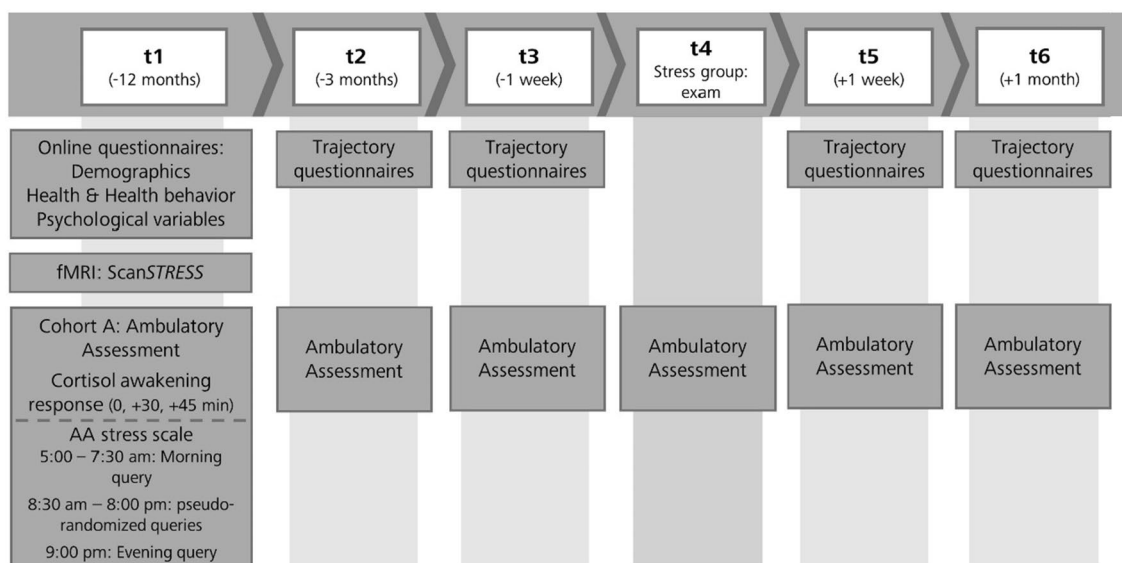 t1
(-12 months)
t2
(-3 months)
t3
(-1 week)
t4
Stress group:
exam
t5
(+1 week)
t6
(+1 month)
Online questionnaires:
Demographics
Health & Health behavior
Psychological variables
Trajectory
questionnaires
Trajectory
questionnaires
Trajectory
questionnaires
Trajectory
questionnaires
fMRI: ScanSTRESS
Cohort A: Ambulatory
Assessment
Cortisol awakening
response (0, +30, +45 min)
AA stress scale
5:00 – 7:30 am: Morning
query
8:30 am – 8:00 pm: pseudo-
randomized queries
9:00 pm: Evening query
Ambulatory
Assessment
Ambulatory
Assessment
Ambulatory
Assessment
Ambulatory
Assessment
Ambulatory
Assessment